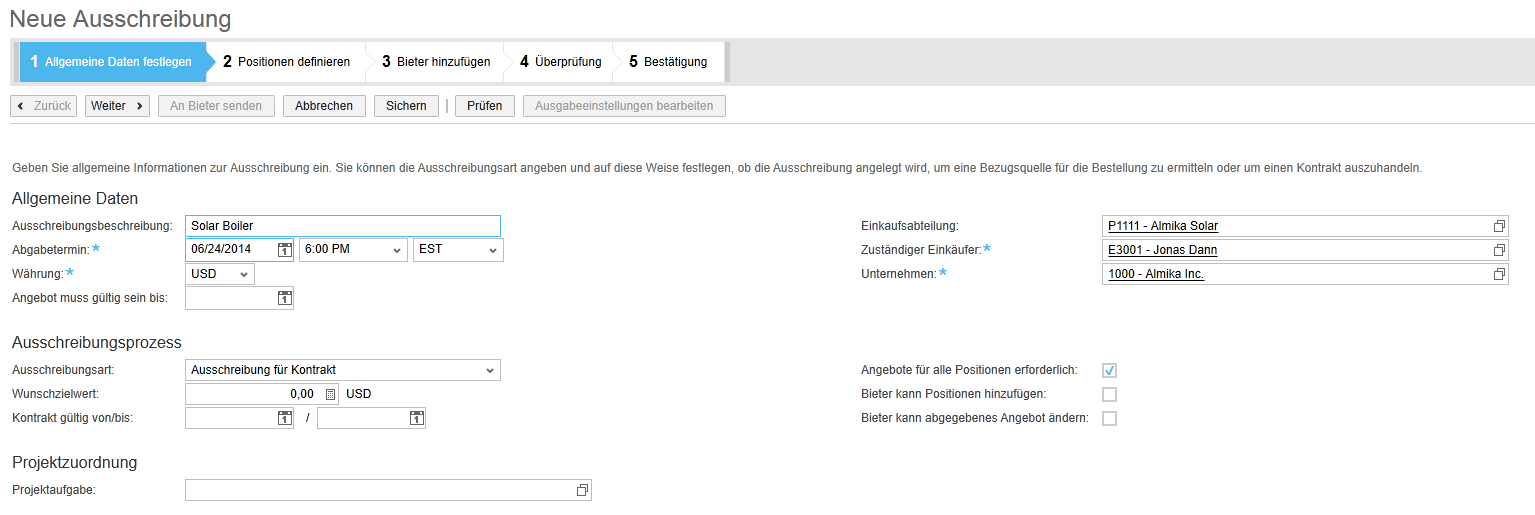 Neue Ausschreibung
1 Allgemeine Daten festlegen 2 Positionen definieren 3 Bieter hinzufügen 4 Überprüfung 5 Bestätigung
Zurück Weiter An Bieter senden Abbrechen Sichern Prüfen Ausgabeeinstellungen bearbeiten
Geben Sie allgemeine Informationen zur Ausschreibung ein. Sie können die Ausschreibungsart angeben und auf diese Weise festlegen, ob die Ausschreibung angelegt wird, um eine Bezugsquelle für die Bestellung zu ermitteln oder um einen Kontrakt auszuhandeln.
Allgemeine Daten
Ausschreibungsbeschreibung: Solar Boiler Einkaufsabteilung: P1111 - Almika Solar
Abgabetermin:* 06/24/2014 6:00 PM EST Zuständiger Einkäufer:* E3001 - Jonas Dann
Währung:* USD Unternehmen:* 1000 - Almika Inc.
Angebot muss gültig sein bis:
Ausschreibungsprozess
Ausschreibungsart: Ausschreibung für Kontrakt Angebote für alle Positionen erforderlich:
Wunschzielwert: 0,00 USD Bieter kann Positionen hinzufügen:
Kontrakt gültig von/bis: / Bieter kann abgegebenes Angebot ändern:
Projektzuordnung
Projektaufgabe: